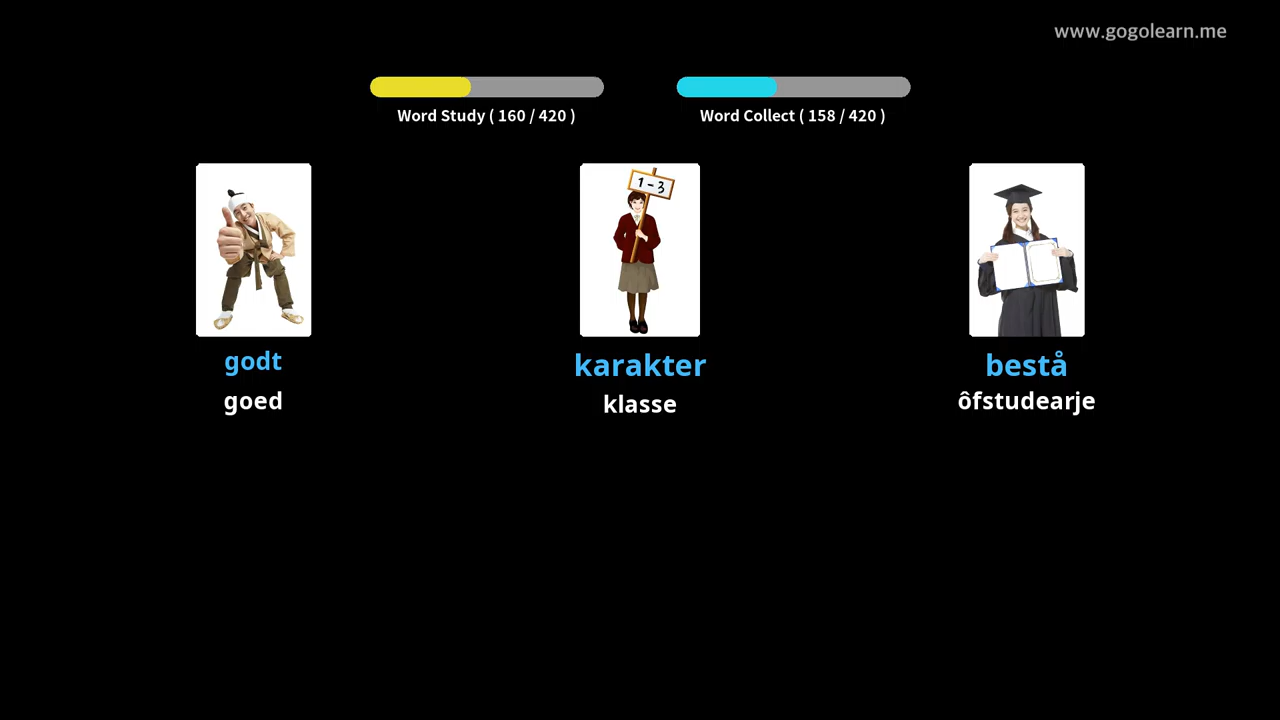 www.gogolearn.me
Word Study ( 160 / 420 )
Word Collect ( 158 / 420 )
1 - 3
godt
karakter
bestå
goed
klasse
ôfstudearje